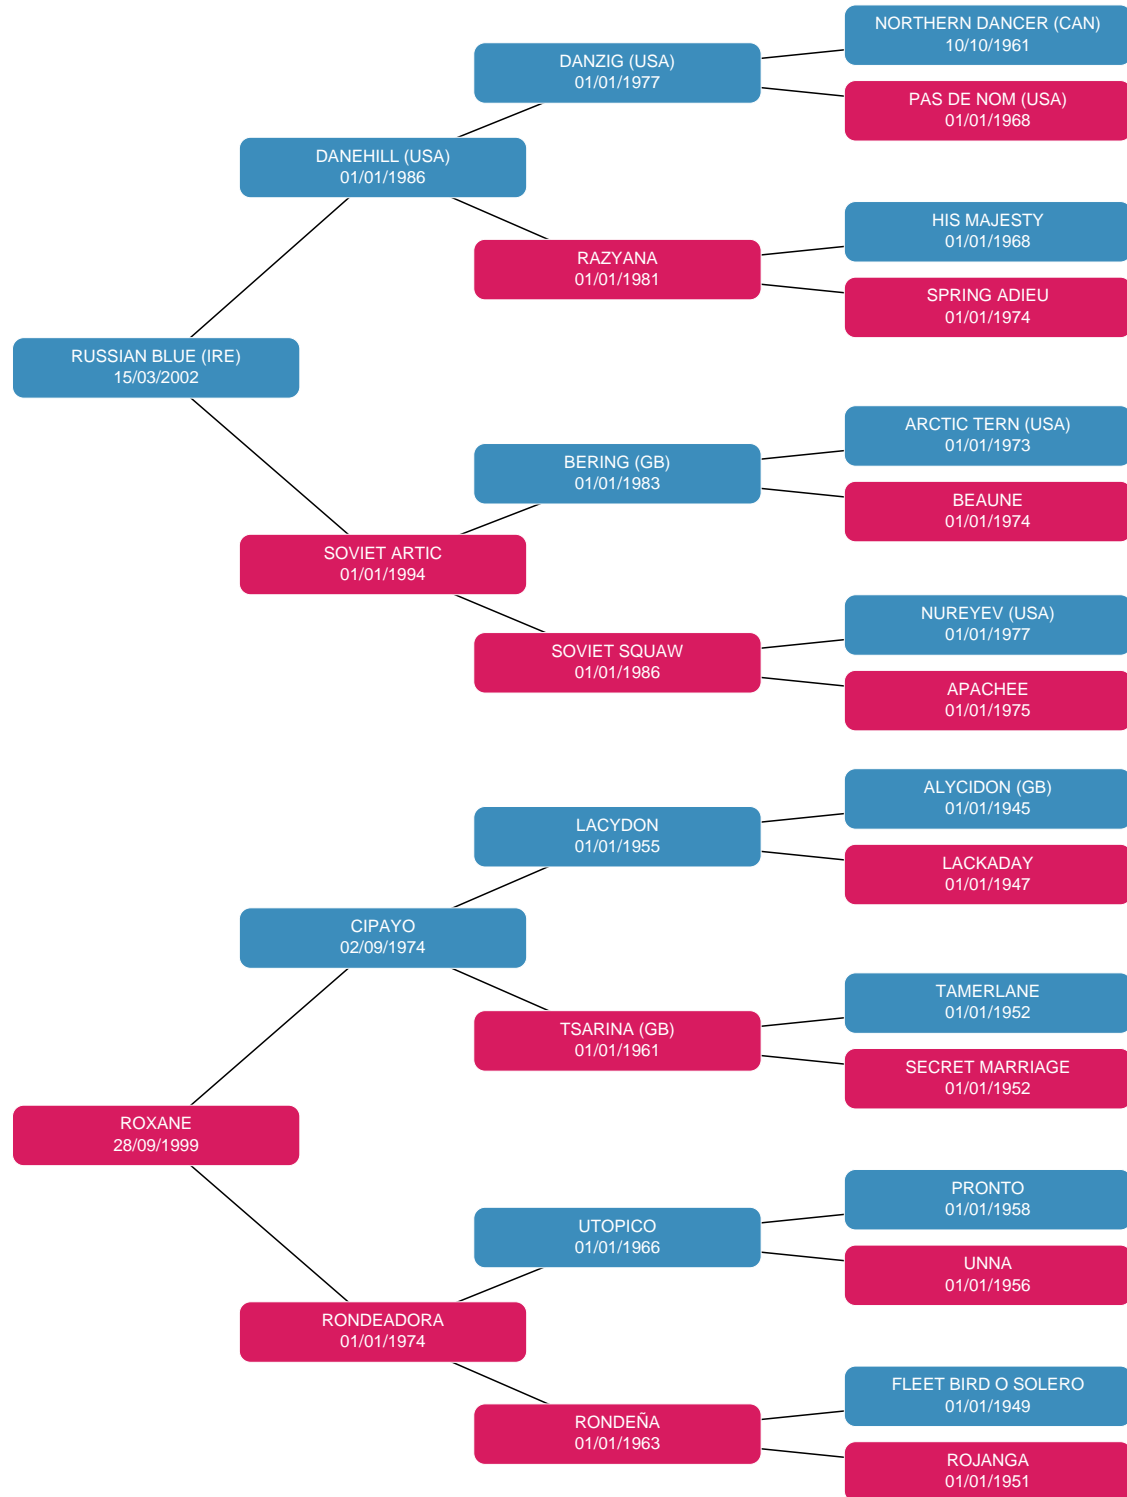 NORTHERN DANCER (CAN)
10/10/1961
DANZIG (USA)
01/01/1977
PAS DE NOM (USA)
01/01/1968
DANEHILL (USA)
01/01/1986
HIS MAJESTY
01/01/1968
RAZYANA
01/01/1981
SPRING ADIEU
01/01/1974
RUSSIAN BLUE (IRE)
15/03/2002
ARCTIC TERN (USA)
01/01/1973
BERING (GB)
01/01/1983
BEAUNE
01/01/1974
SOVIET ARTIC
01/01/1994
NUREYEV (USA)
01/01/1977
SOVIET SQUAW
01/01/1986
APACHEE
01/01/1975
ALYCIDON (GB)
01/01/1945
LACYDON
01/01/1955
LACKADAY
01/01/1947
CIPAYO
02/09/1974
TAMERLANE
01/01/1952
TSARINA (GB)
01/01/1961
SECRET MARRIAGE
01/01/1952
ROXANE
28/09/1999
PRONTO
01/01/1958
UTOPICO
01/01/1966
UNNA
01/01/1956
RONDEADORA
01/01/1974
FLEET BIRD O SOLERO
01/01/1949
RONDEÑA
01/01/1963
ROJANGA
01/01/1951